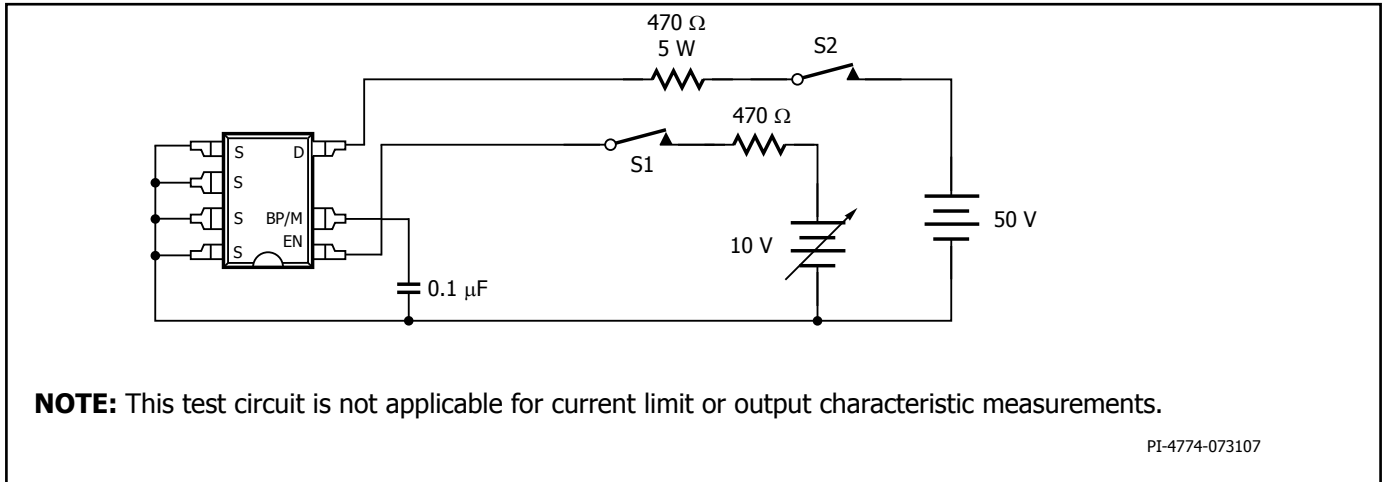 470 Ω
5 W
S2
470 Ω
S1
S D
S
S BP/M
EN
S
50 V
10 V
0.1 μF
NOTE: This test circuit is not applicable for current limit or output characteristic measurements.
PI-4774-073107